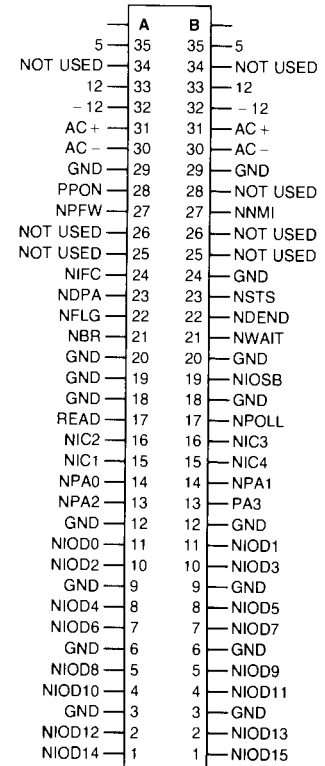 A B
5 35 35 5
NOT USED 34 34 NOT USED
12 33 33 12
− 12 32 32 − 12
AC + 31 31 AC +
AC − 30 30 AC −
GND 29 29 GND
PPON 28 28 NOT USED
NPFW 27 27 NNMI
NOT USED 26 26 NOT USED
NOT USED 25 25 NOT USED
NIFC 24 24 GND
NDPA 23 23 NSTS
NFLG 22 22 NDEND
NBR 21 21 NWAIT
GND 20 20 GND
GND 19 19 NIOSB
GND 18 18 GND
READ 17 17 NPOLL
NIC2 16 16 NIC3
NIC1 15 15 NIC4
NPA0 14 14 NPA1
NPA2 13 13 PA3
GND 12 12 GND
NIOD0 11 11 NIOD1
NIOD2 10 10 NIOD3
GND 9 9 GND
NIOD4 8 8 NIOD5
NIOD6 7 7 NIOD7
GND 6 6 GND
NIOD8 5 5 NIOD9
NIOD10 4 4 NIOD11
GND 3 3 GND
NIOD12 2 2 NIOD13
NIOD14 1 1 NIOD15